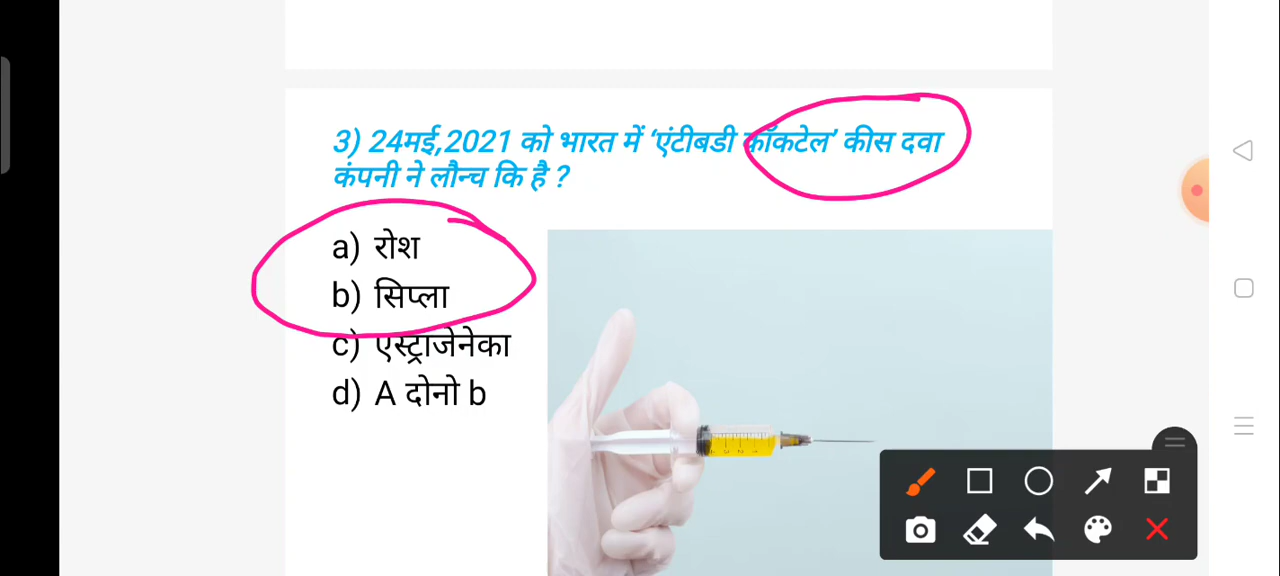 3) 24मई,2021 को भारत में ‘एंटीबडी कॉकटेल’ कीस दवा
कंपनी ने लौन्च कि है ?
a) रोश
b) सिप्ला
c) एस्ट्राजेनेका
d) A दोनो b